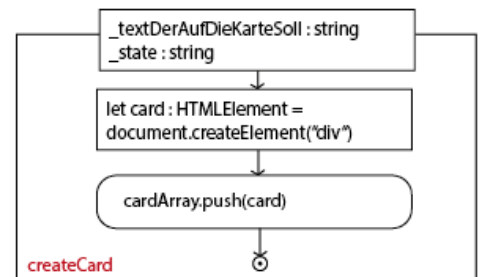 _textDerAufDieKarteSoll : string
_state : string
let card : HTMLElement =
document.createElement("div")
cardArray.push(card)
createCard